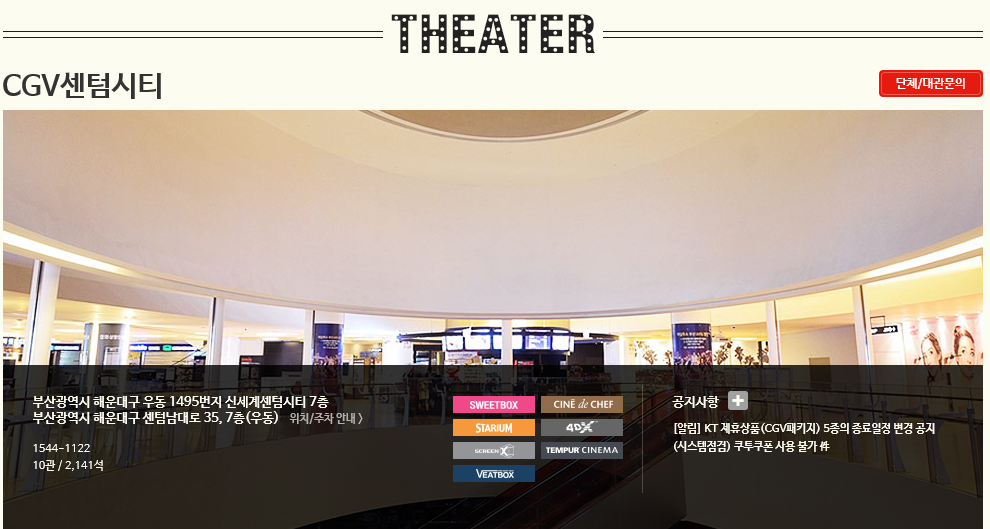 THEATER
CGV센텀시티
단체/대관문의
부산광역시 해운대구 우동 1495번지 신세계센텀시티 7층
부산광역시 해운대구 센텀남대로 35, 7층 (우동) 위치/주차 안내 >
1544-1122
10관 / 2,141석
SWEETBOX
CINÉ de CHEF
STARIUM
4DX
SCREEN X
TEMPUR CINEMA
VEATBOX
공지사항 +
[알림] KT 제휴상품(CGV패키지) 5종의 종료일정 변경 공지
(시스템점검) 쿠투쿠폰 사용 불가 件